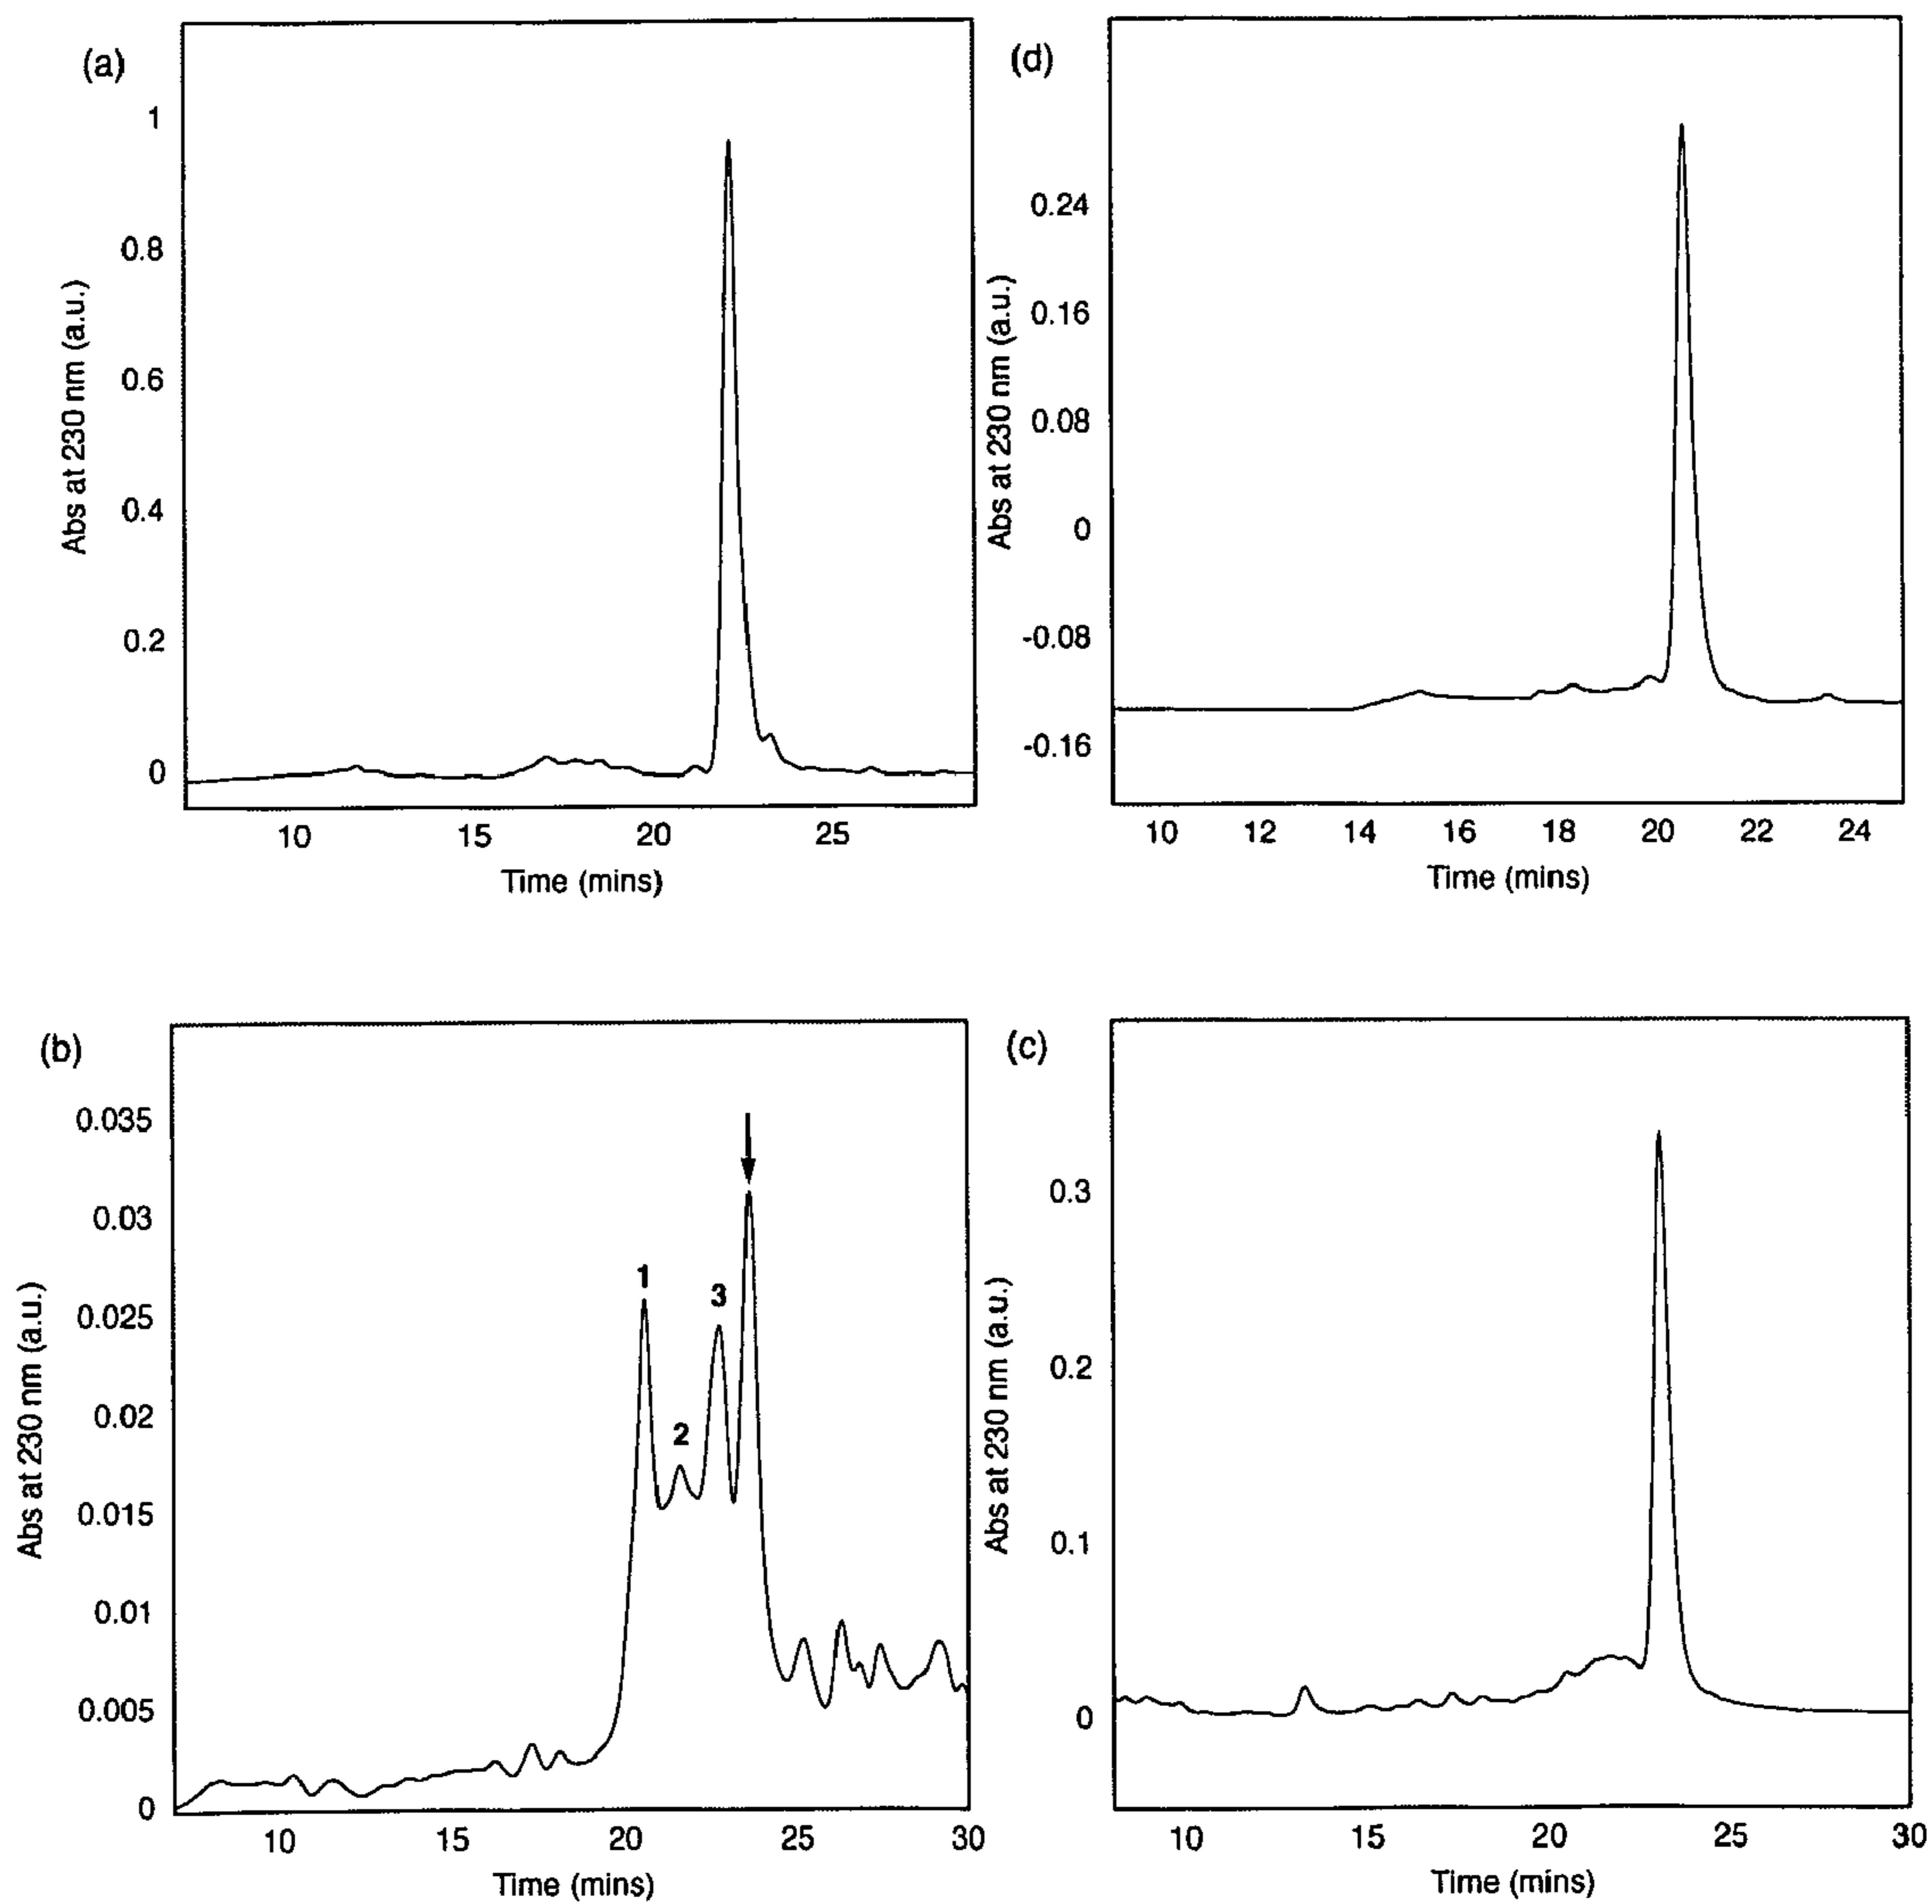 (a)
1
0.8
0.6
0.4
0.2
0
Abs at 230 nm (a.u.)
10 15 20 25
Time (mins)
(d)
0.24
0.16
0.08
0
-0.08
-0.16
Abs at 230 nm (a.u.)
10 12 14 16 18 20 22 24
Time (mins)
(b)
0.035
0.03
0.025
0.02
0.015
0.01
0.005
0
Abs at 230 nm (a.u.)
1
2
3
10 15 20 25 30
Time (mins)
(c)
0.3
0.2
0.1
0
Abs at 230 nm (a.u.)
10 15 20 25 30
Time (mins)